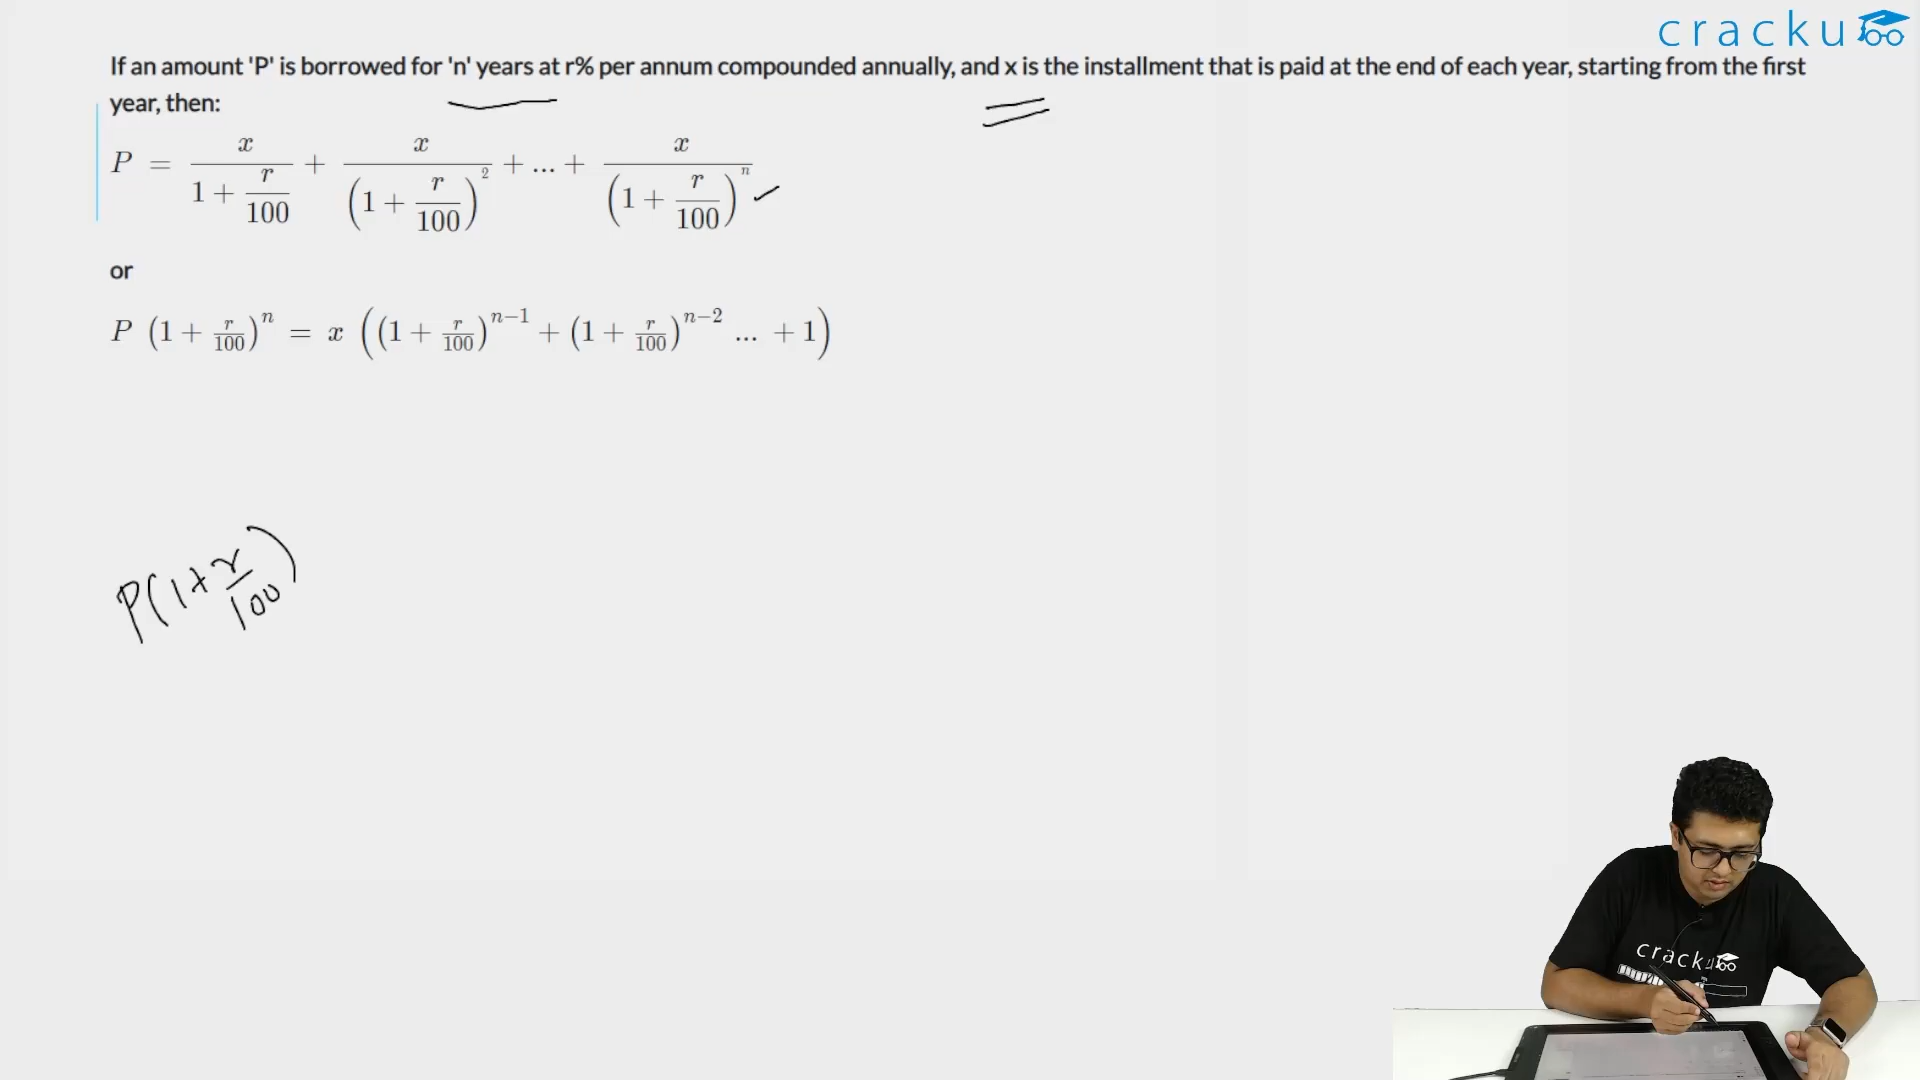 cracku
If an amount 'P' is borrowed for 'n' years at r% per annum compounded annually, and x is the installment that is paid at the end of each year, starting from the first
year, then:
P = x/(1 + r/100) + x/(1 + r/100)^2 + ... + x/(1 + r/100)^n
or
P (1 + r/100)^n = x ((1 + r/100)^(n−1) + (1 + r/100)^(n−2) ... + 1)
P(1+r/100)
cracku